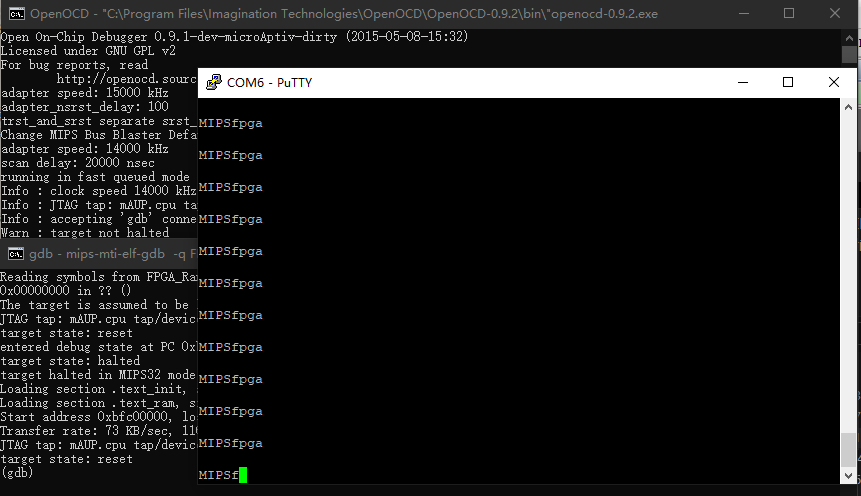 OpenOCD - "C:\Program Files\Imagination Technologies\OpenOCD\OpenOCD-0.9.2\bin\"openocd-0.9.2.exe
Open On-Chip Debugger 0.9.1-dev-microAptiv-dirty (2015-05-08-15:32)
Licensed under GNU GPL v2
For bug reports, read
http://openocd.sourc
adapter speed: 15000 kHz
adapter_nsrst_delay: 100
trst_and_srst separate srst_
Change MIPS Bus Blaster Defa
adapter speed: 14000 kHz
scan delay: 20000 nsec
running in fast queued mode
Info : clock speed 14000 kHz
Info : JTAG tap: mAUP.cpu ta
Info : accepting 'gdb' conne
Warn : target not halted
gdb - mips-mti-elf-gdb  -q F
Reading symbols from FPGA_Ra
0x00000000 in ?? ()
The target is assumed to be
JTAG tap: mAUP.cpu tap/devic
target state: reset
entered debug state at PC 0x
target state: halted
target halted in MIPS32 mode
Loading section .text_init, s
Loading section .text_ram, s
Start address 0xbfc00000, lo
Transfer rate: 73 KB/sec, 110
JTAG tap: mAUP.cpu tap/devic
target state: reset
(gdb)
COM6 - PuTTY
MIPSfpga
MIPSfpga
MIPSfpga
MIPSfpga
MIPSfpga
MIPSfpga
MIPSfpga
MIPSfpga
MIPSfpga
MIPSfpga
MIPSfpga
MIPSf